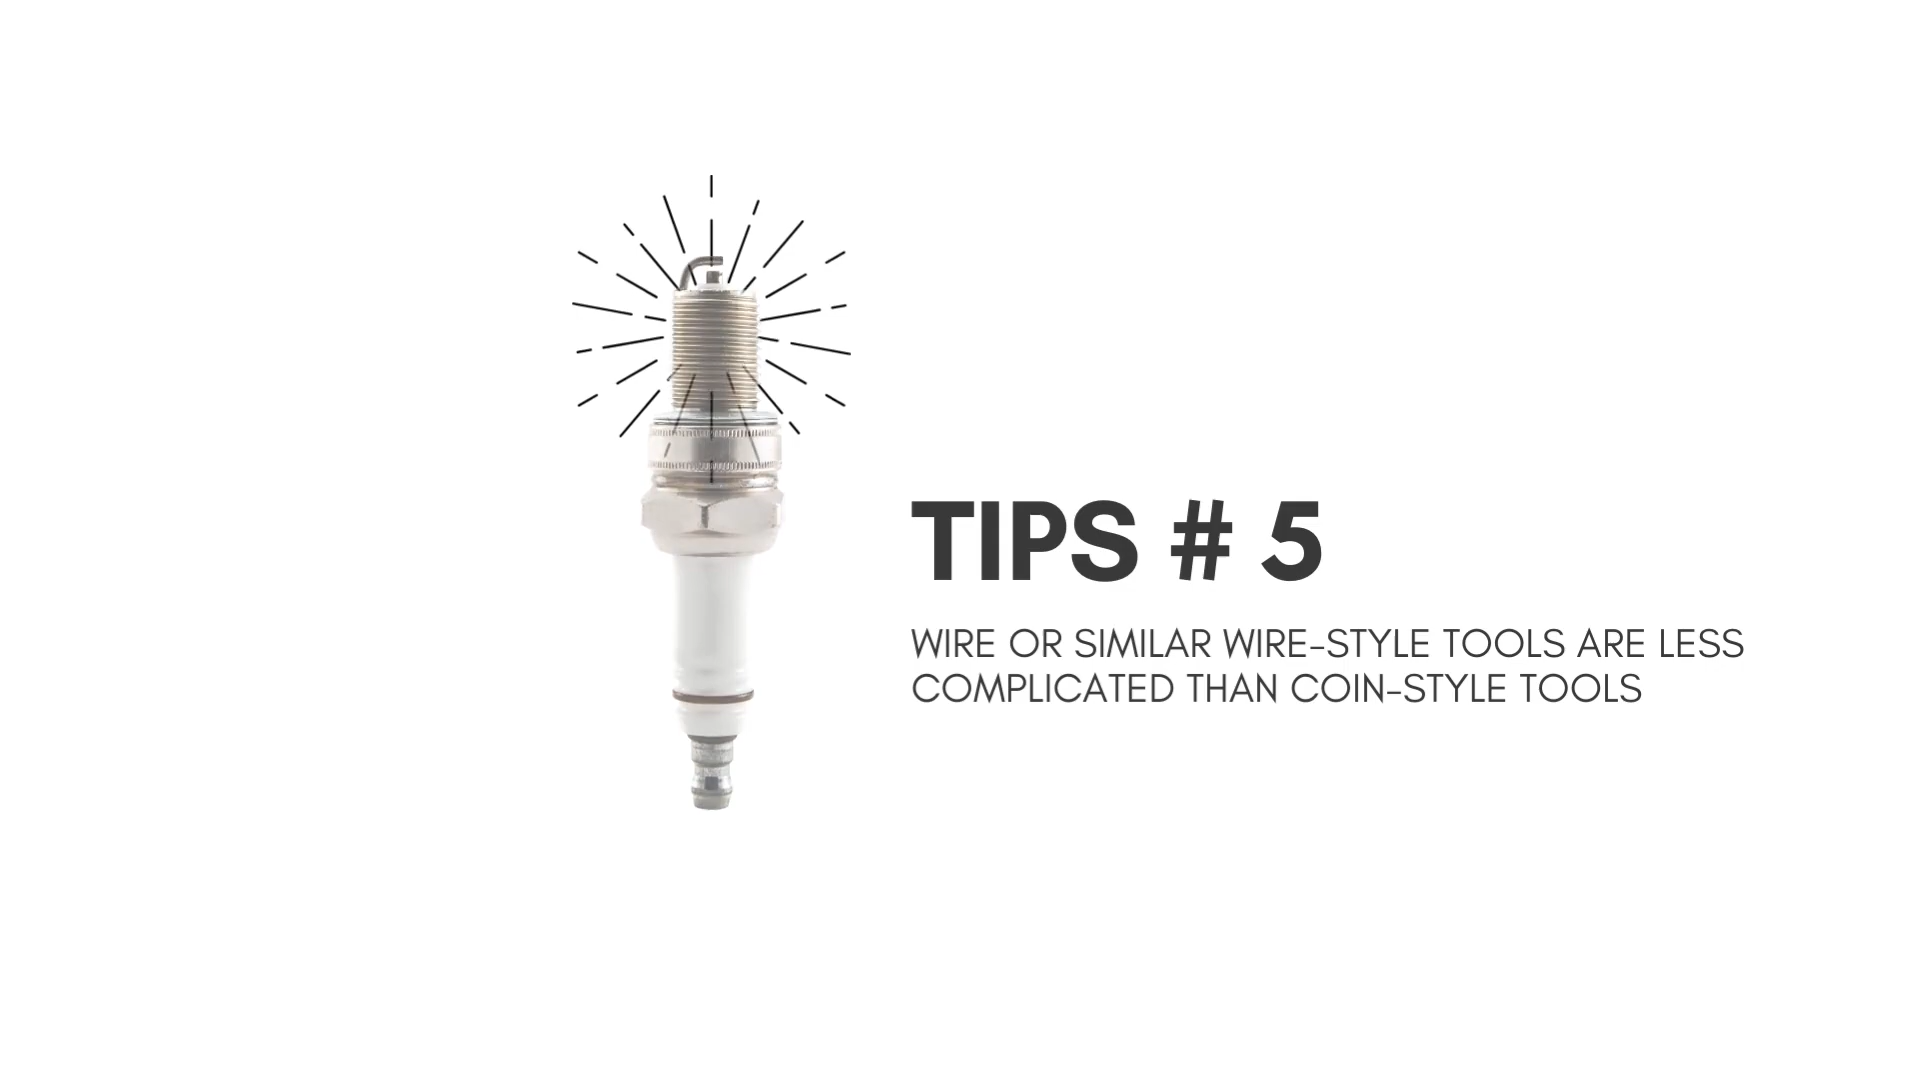 TIPS # 5
WIRE OR SIMILAR WIRE-STYLE TOOLS ARE LESS
COMPLICATED THAN COIN-STYLE TOOLS